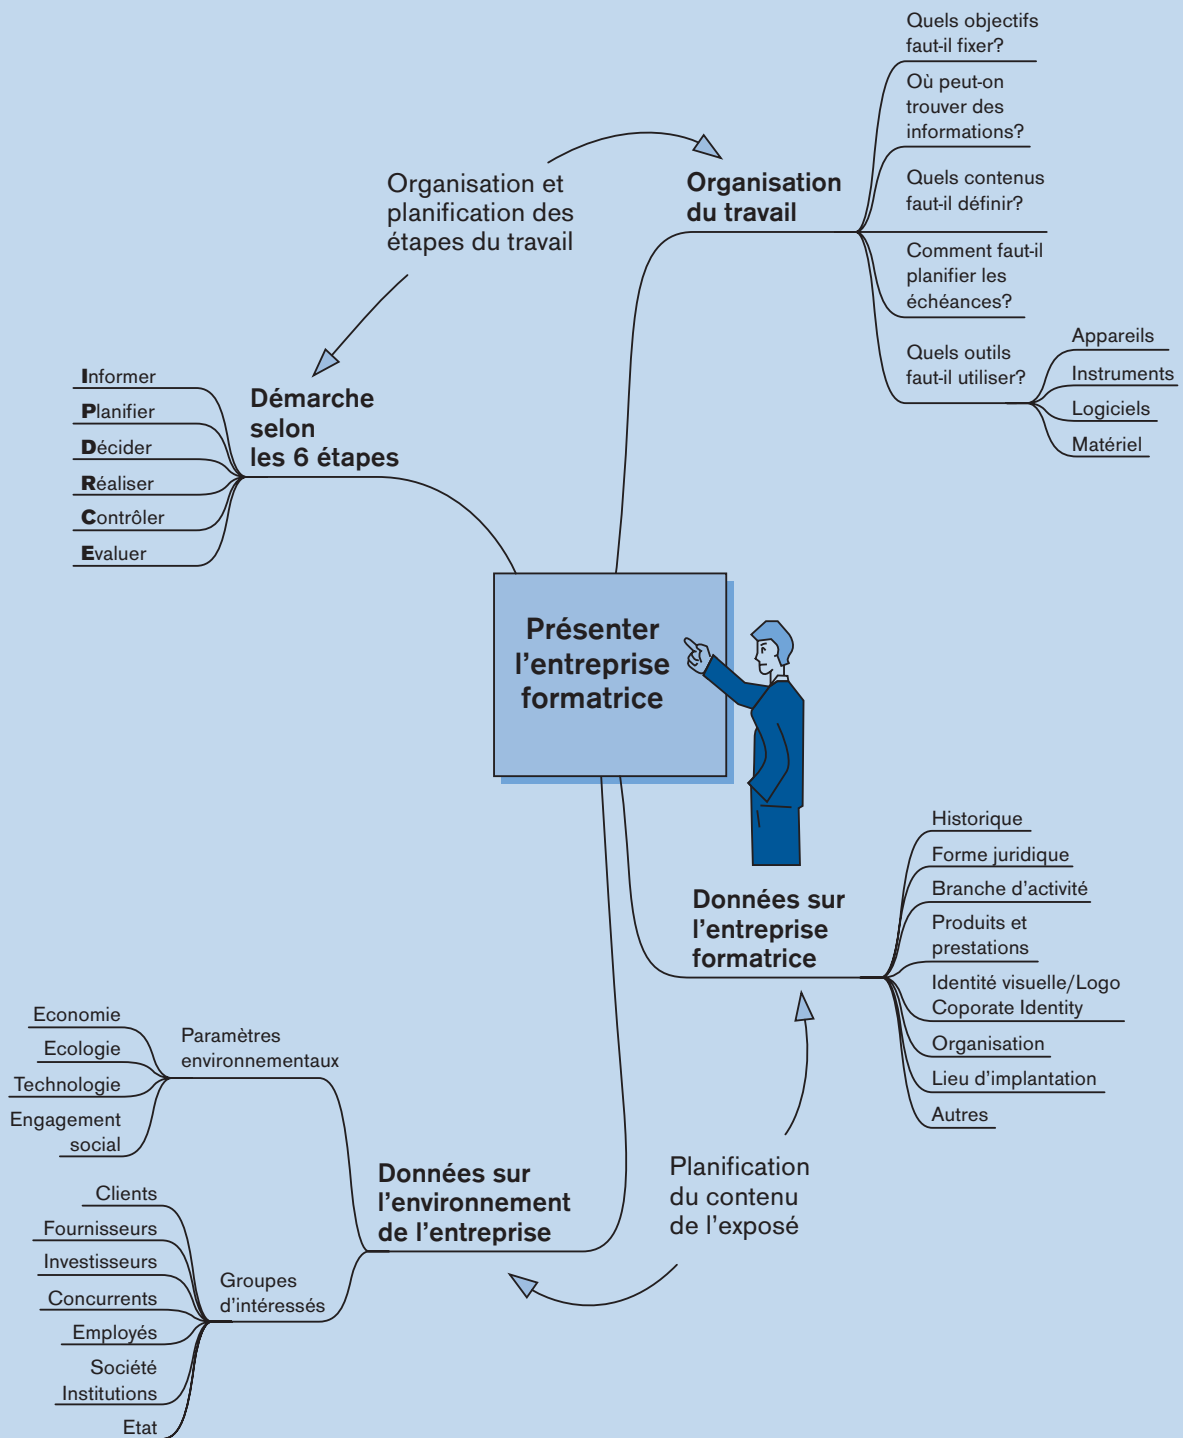 Quels objectifs
faut-il fixer?
Où peut-on
trouver des
informations?
Organisation et
planification des
étapes du travail
Organisation
du travail
Quels contenus
faut-il définir?
Comment faut-il
planifier les
échéances?
Quels outils
faut-il utiliser?
Appareils
Instruments
Logiciels
Matériel
Démarche
selon
les 6 étapes
Informer
Planifier
Décider
Réaliser
Contrôler
Evaluer
Présenter
l'entreprise
formatrice
Données sur
l'entreprise
formatrice
Historique
Forme juridique
Branche d'activité
Produits et
prestations
Identité visuelle/Logo
Coporate Identity
Organisation
Lieu d'implantation
Autres
Planification
du contenu
de l'exposé
Données sur
l'environnement
de l'entreprise
Paramètres
environnementaux
Economie
Ecologie
Technologie
Engagement
social
Groupes
d'intéressés
Clients
Fournisseurs
Investisseurs
Concurrents
Employés
Société
Institutions
Etat